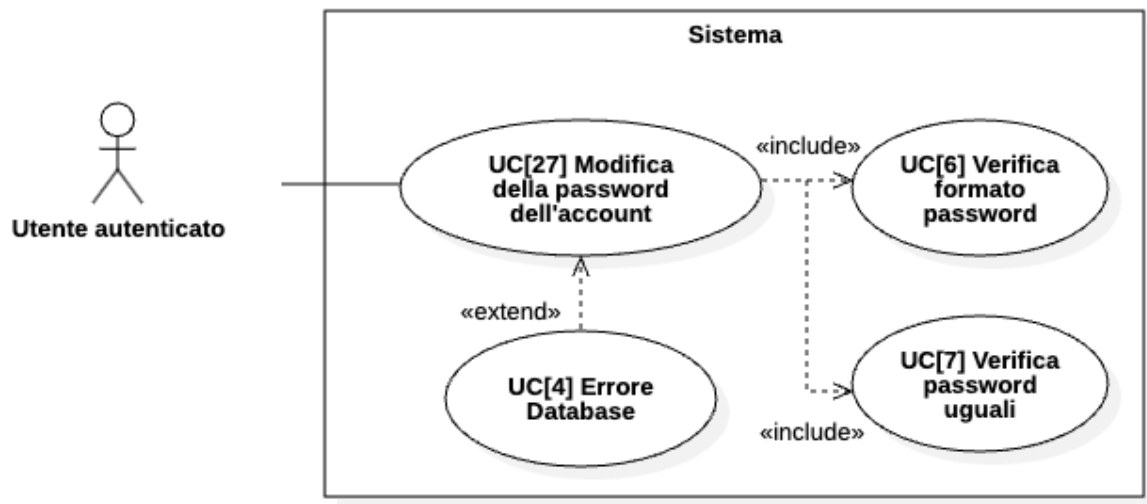 Sistema
Utente autenticato
UC[27] Modifica
della password
dell'account
«include»
UC[6] Verifica
formato
password
«extend»
UC[4] Errore
Database
«include»
UC[7] Verifica
password
uguali